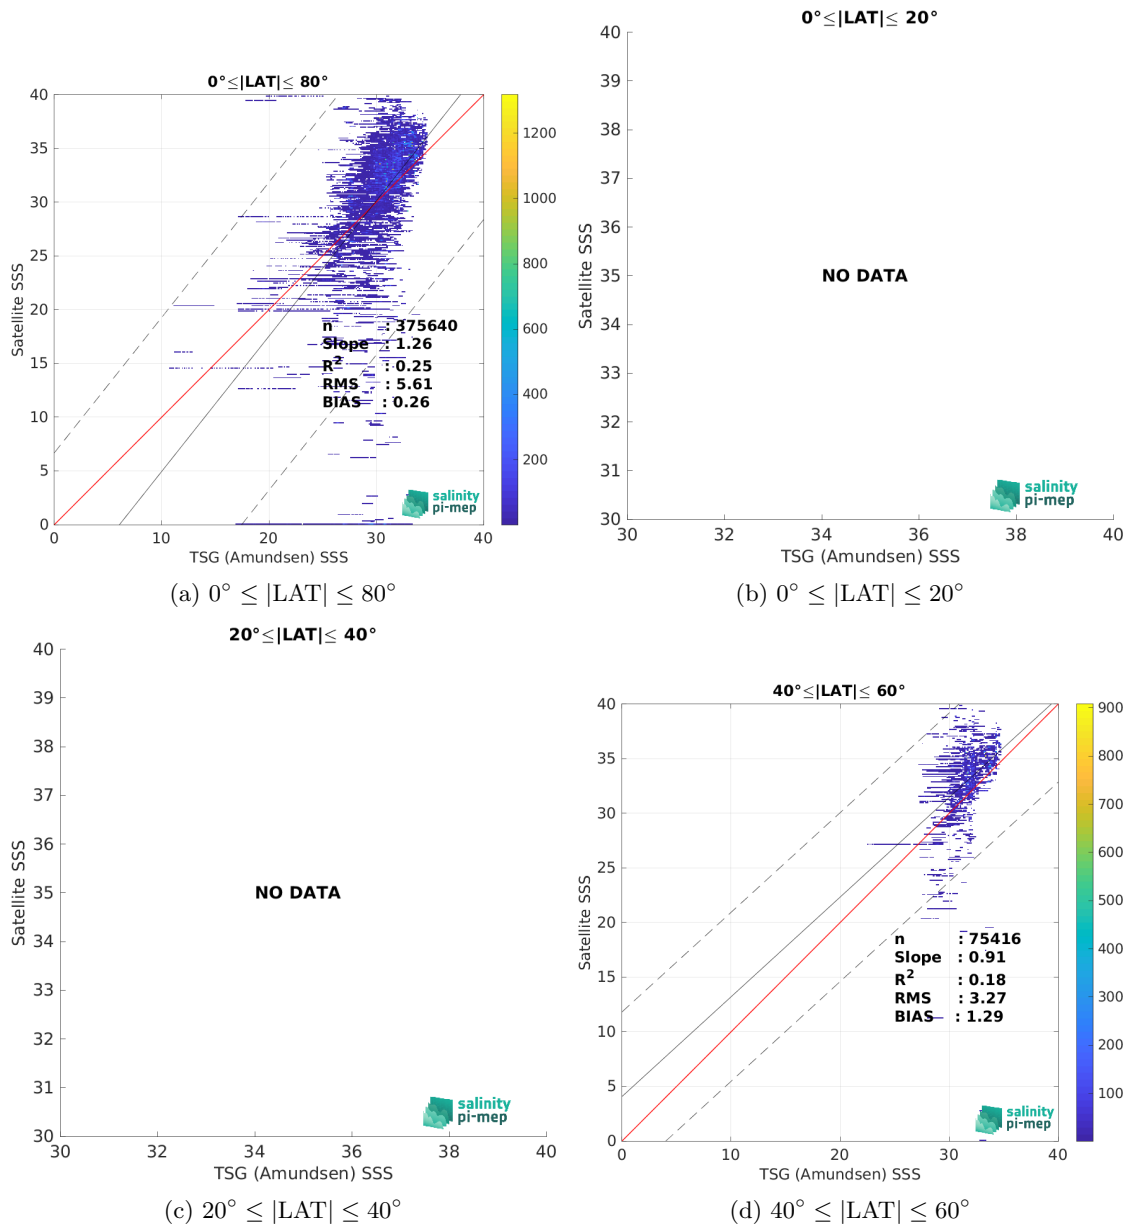 0°≤|LAT|≤ 80°
40
35
30
25
20
15
10
5
0
Satellite SSS
n : 375640
Slope : 1.26
R² : 0.25
RMS : 5.61
BIAS : 0.26
salinity
pi-mep
0 10 20 30 40
TSG (Amundsen) SSS
1200
1000
800
600
400
200
(a) 0° ≤ |LAT| ≤ 80°
0°≤|LAT|≤ 20°
40
39
38
37
36
35
34
33
32
31
30
Satellite SSS
NO DATA
salinity
pi-mep
30 32 34 36 38 40
TSG (Amundsen) SSS
(b) 0° ≤ |LAT| ≤ 20°
20°≤|LAT|≤ 40°
40
39
38
37
36
35
34
33
32
31
30
Satellite SSS
NO DATA
salinity
pi-mep
30 32 34 36 38 40
TSG (Amundsen) SSS
(c) 20° ≤ |LAT| ≤ 40°
40°≤|LAT|≤ 60°
40
35
30
25
20
15
10
5
0
Satellite SSS
n : 75416
Slope : 0.91
R² : 0.18
RMS : 3.27
BIAS : 1.29
salinity
pi-mep
0 10 20 30 40
TSG (Amundsen) SSS
900
800
700
600
500
400
300
200
100
(d) 40° ≤ |LAT| ≤ 60°